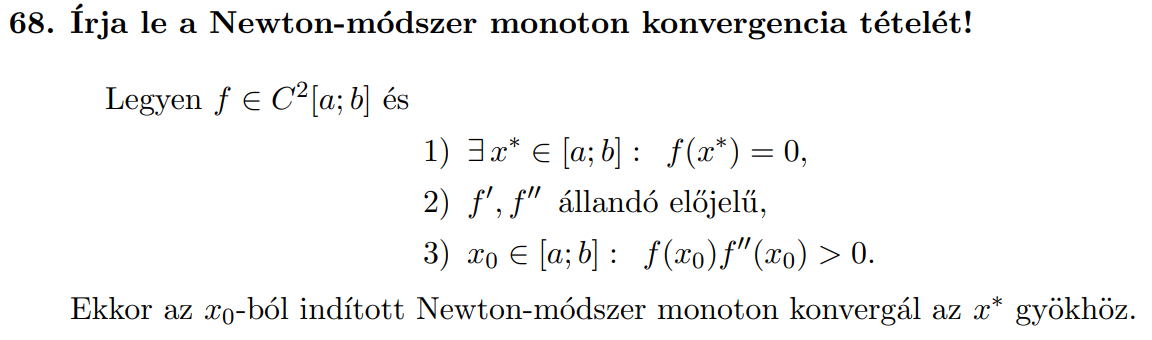 68. Írja le a Newton-módszer monoton konvergencia tételét!
Legyen f ∈ C²[a; b] és
1) ∃ x* ∈ [a; b] : f(x*) = 0,
2) f′, f″ állandó előjelű,
3) x₀ ∈ [a; b] : f(x₀)f″(x₀) > 0.
Ekkor az x₀-ból indított Newton-módszer monoton konvergál az x* gyökhöz.